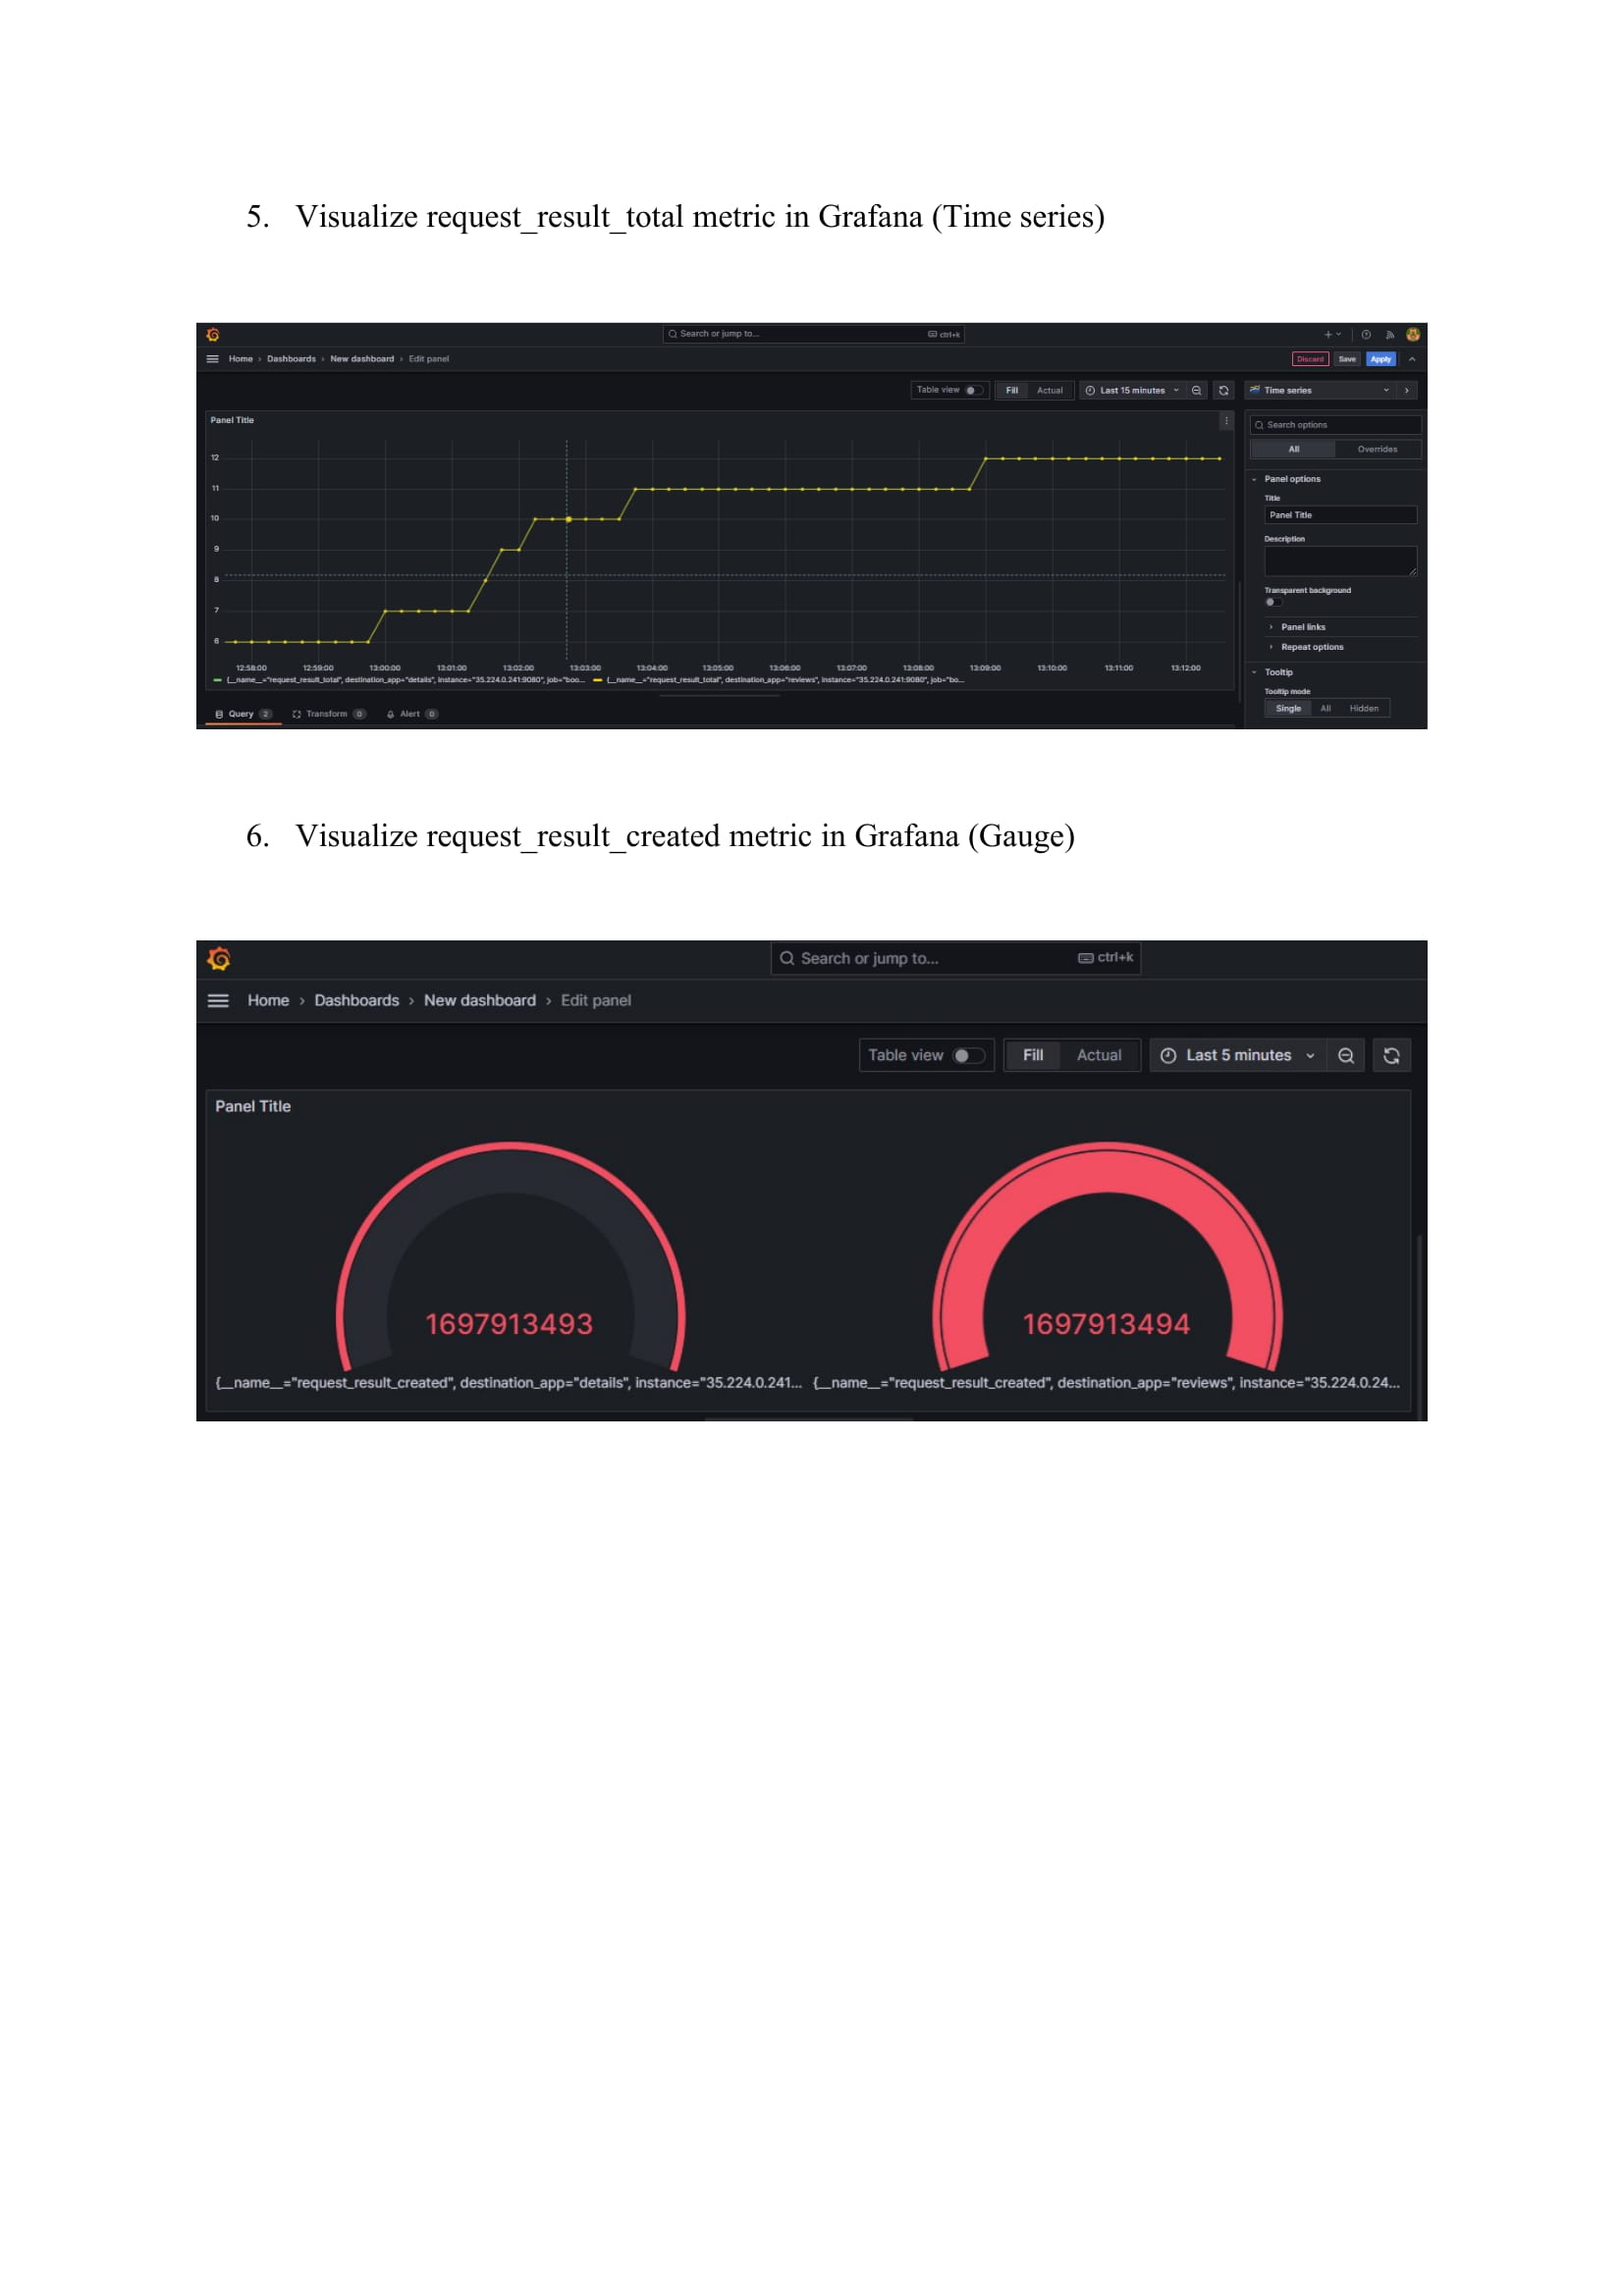 5. Visualize request_result_total metric in Grafana (Time series)
Search or jump to... ctrl+k
Home › Dashboards › New dashboard › Edit panel Discard Save Apply
Table view Fill Actual Last 15 minutes Time series
Panel Title
Search options
All Overrides
Panel options
Title
Panel Title
Description
Transparent background
Panel links
Repeat options
Tooltip
Tooltip mode
Single All Hidden
12
11
10
9
8
7
6
12:58:00 12:59:00 13:00:00 13:01:00 13:02:00 13:03:00 13:04:00 13:05:00 13:06:00 13:07:00 13:08:00 13:09:00 13:10:00 13:11:00 13:12:00
{__name__="request_result_total", destination_app="details", instance="35.224.0.241:9080", job="boo... {__name__="request_result_total", destination_app="reviews", instance="35.224.0.241:9080", job="bo...
Query 2 Transform 0 Alert 0
6. Visualize request_result_created metric in Grafana (Gauge)
Search or jump to... ctrl+k
Home › Dashboards › New dashboard › Edit panel
Table view Fill Actual Last 5 minutes
Panel Title
1697913493 1697913494
{__name__="request_result_created", destination_app="details", instance="35.224.0.241... {__name__="request_result_created", destination_app="reviews", instance="35.224.0.24...